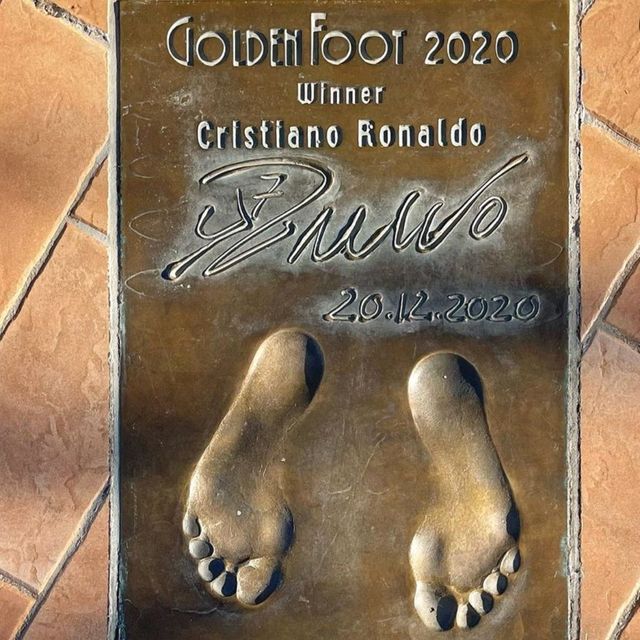 GOLDEN FOOT 2020
Winner
Cristiano Ronaldo
20.12.2020